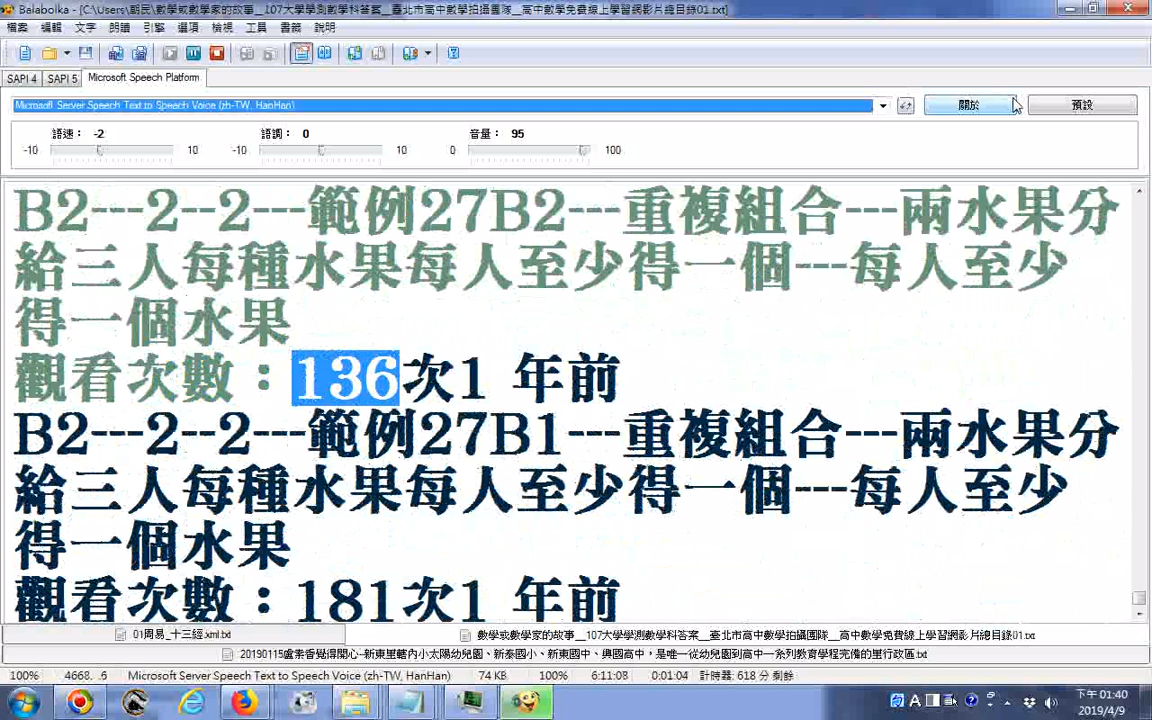 Balabolka - [C:\Users\朝民\數學或數學家的故事__107大學學測數學科答案__臺北市高中數學拍攝團隊__高中數學免費線上學習網影片總目錄01.txt]
檔案 編輯 文字 朗讀 引擎 選項 檢視 工具 書籤 說明
SAPI 4 SAPI 5 Microsoft Speech Platform
Microsoft Server Speech Text to Speech Voice (zh-TW, HanHan)
關於 預設
語速: -2 語調: 0 音量: 95
-10 10 -10 10 0 100
B2---2--2---範例27B2---重複組合---兩水果分
給三人每種水果每人至少得一個---每人至少
得一個水果
觀看次數：136次1 年前
B2---2--2---範例27B1---重複組合---兩水果分
給三人每種水果每人至少得一個---每人至少
得一個水果
觀看次數：181次1 年前
01周易_十三經.xml.txt
數學或數學家的故事__107大學學測數學科答案__臺北市高中數學拍攝團隊__高中數學免費線上學習網影片總目錄01.txt
20190115盧素香覺得開心--新東里轄內小太陽幼兒園、新泰國小、新東國中、興國高中，是唯一從幼兒園到高中一系列教育學程完備的里行政區.txt
100% 4668. .6 Microsoft Server Speech Text to Speech Voice (zh-TW, HanHan) 74 KB 100% 6:11:08 0:01:04 計時器: 618 分 剩餘
下午 01:40
2019/4/9